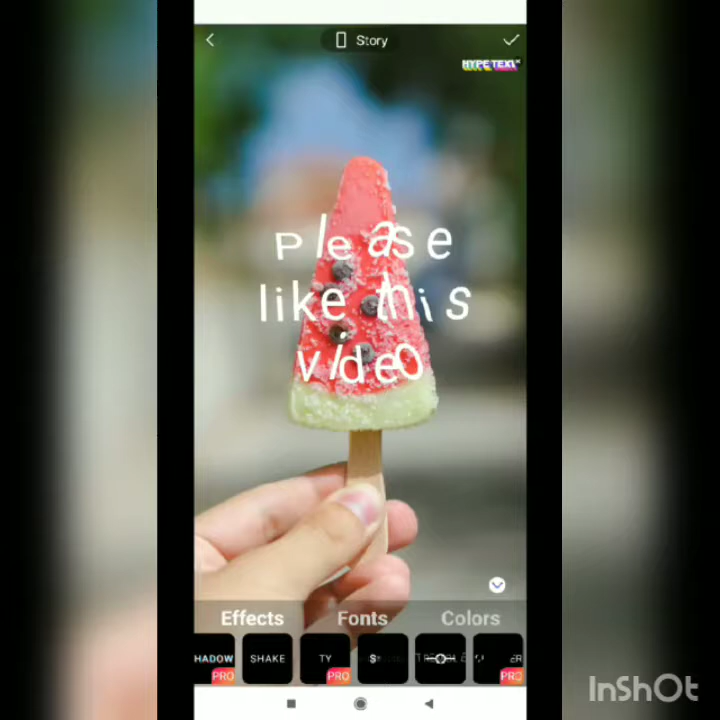 Story
HYPE TEXT
Please
like this
video
Effects Fonts Colors
HADOW SHAKE TY
PRO PRO PRO
InShOt